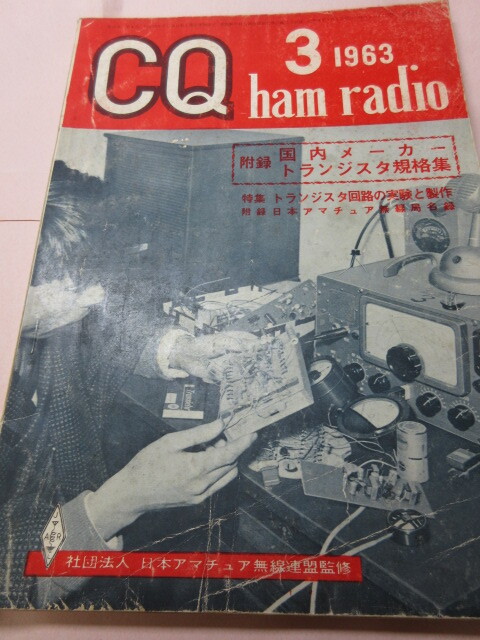 CQ
3 1963
ham radio
附録 国内メーカー
トランジスタ規格集
特集 トランジスタ回路の実験と製作
附録 日本アマチュア無線局名録
社団法人 日本アマチュア無線連盟監修